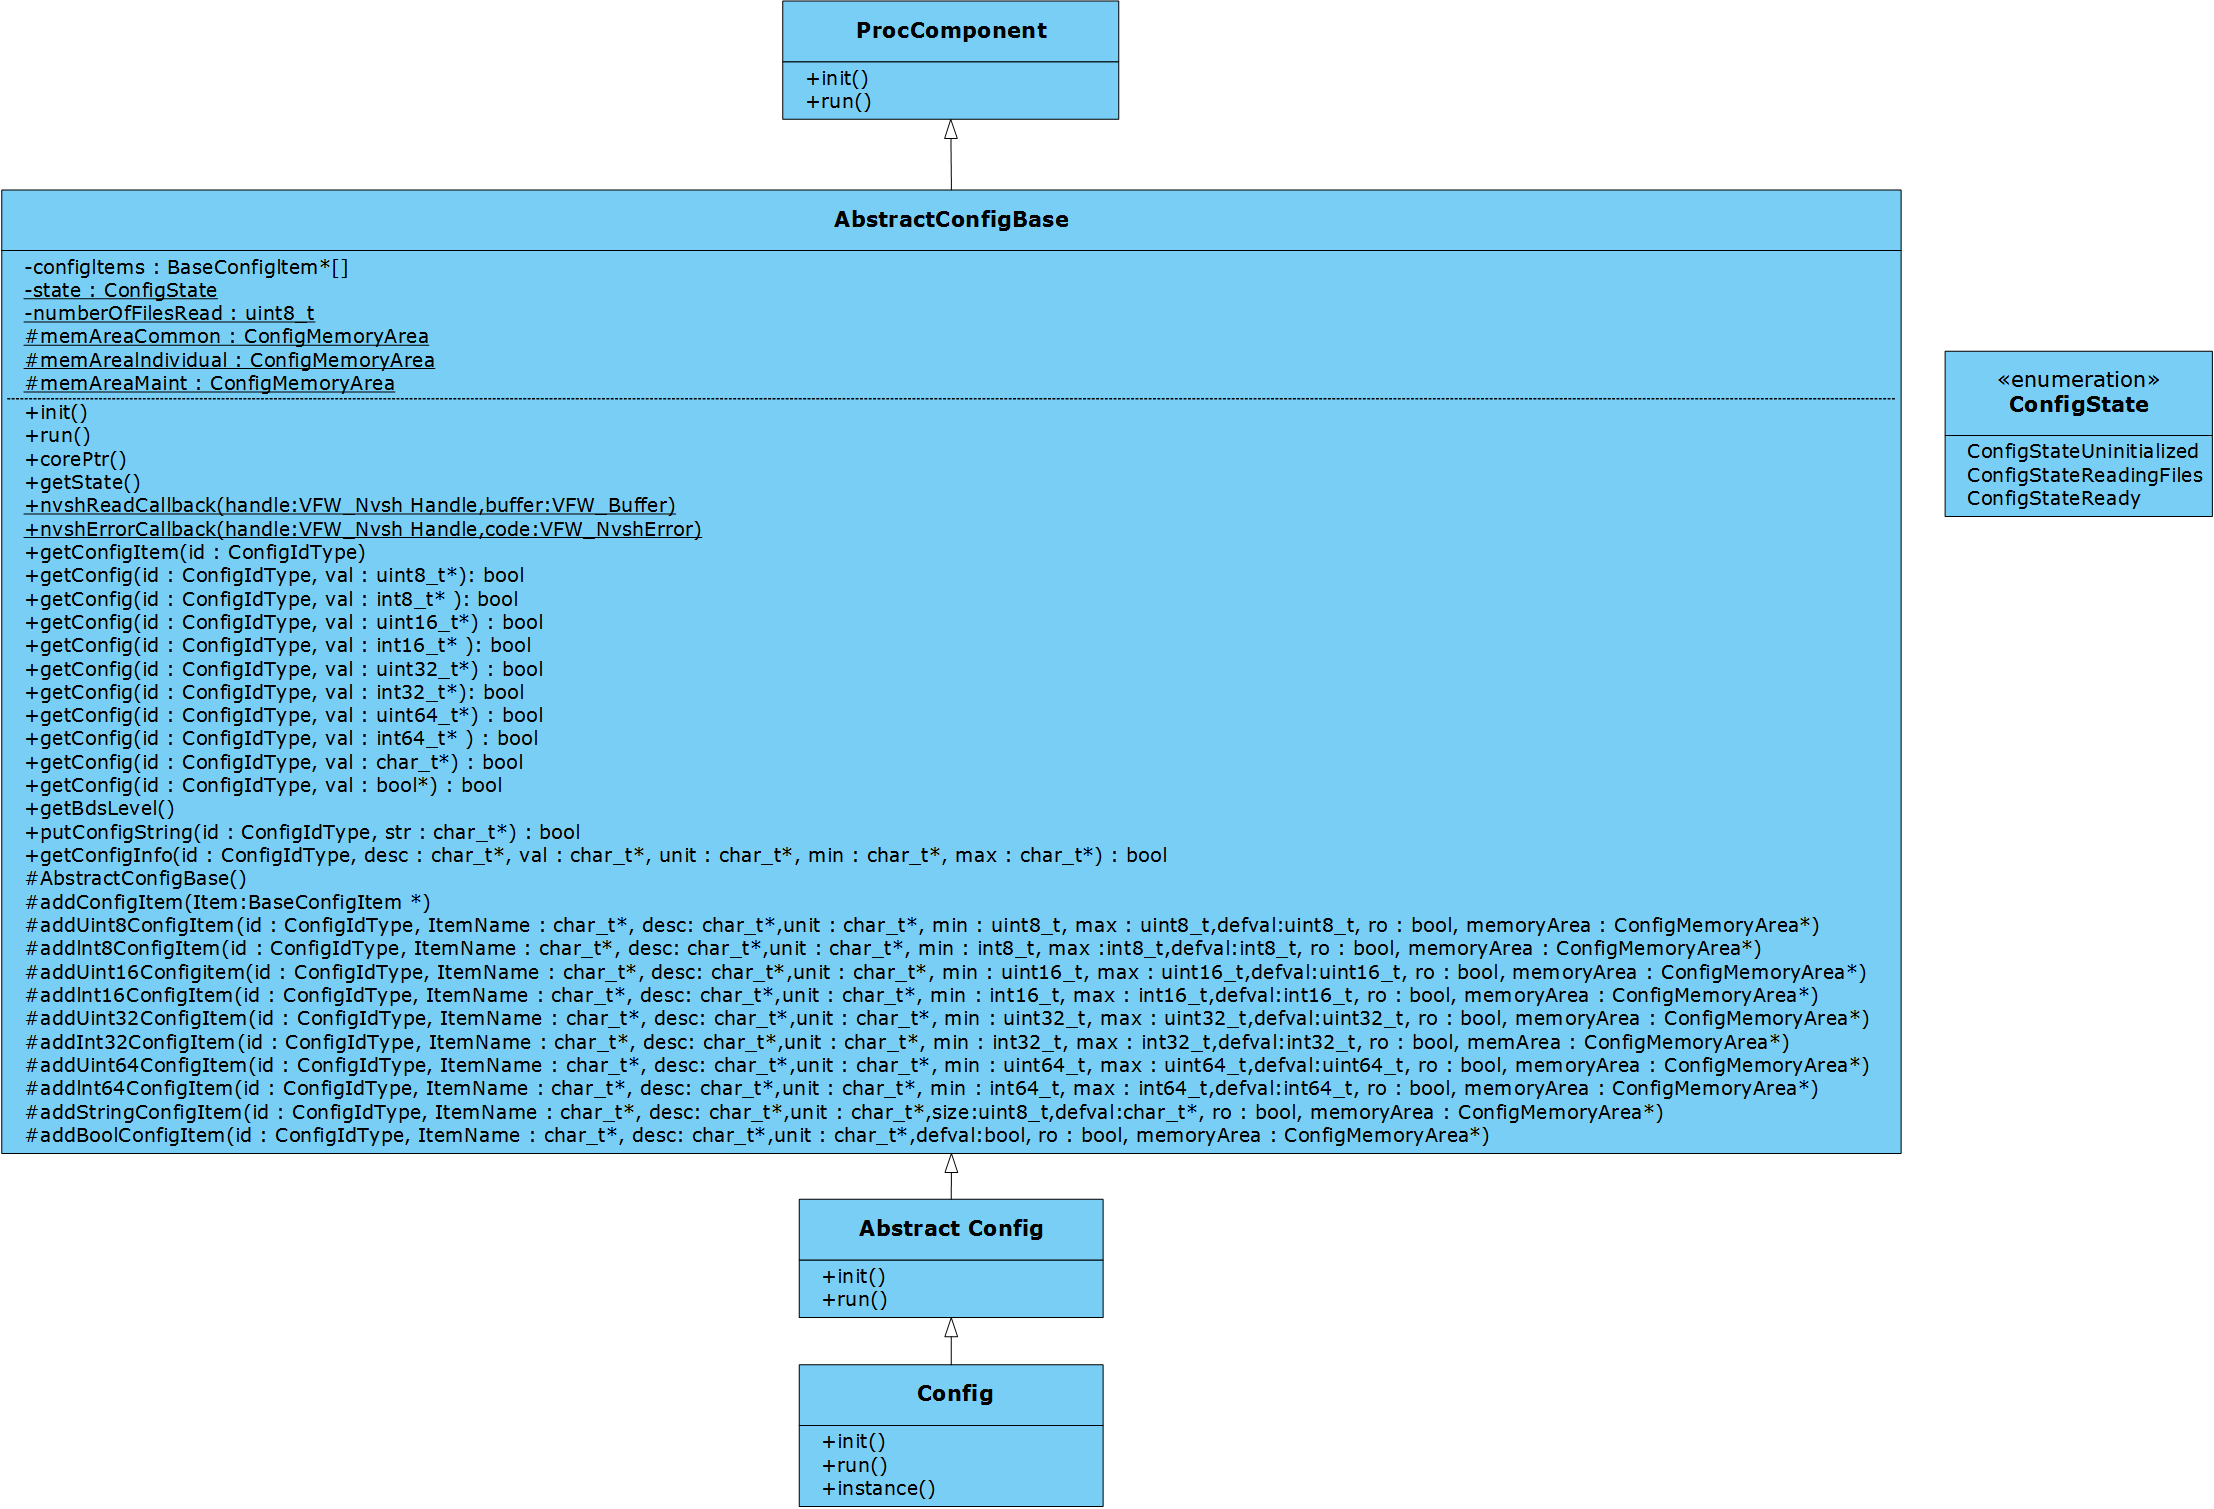 ProcComponent
+init()
+run()
AbstractConfigBase
-configItems : BaseConfigItem*[]
-state : ConfigState
-numberOfFilesRead : uint8_t
#memAreaCommon : ConfigMemoryArea
#memAreaIndividual : ConfigMemoryArea
#memAreaMaint : ConfigMemoryArea
+init()
+run()
+corePtr()
+getState()
+nvshReadCallback(handle:VFW_Nvsh Handle,buffer:VFW_Buffer)
+nvshErrorCallback(handle:VFW_Nvsh Handle,code:VFW_NvshError)
+getConfigItem(id : ConfigIdType)
+getConfig(id : ConfigIdType, val : uint8_t*): bool
+getConfig(id : ConfigIdType, val : int8_t* ): bool
+getConfig(id : ConfigIdType, val : uint16_t*) : bool
+getConfig(id : ConfigIdType, val : int16_t* ): bool
+getConfig(id : ConfigIdType, val : uint32_t*) : bool
+getConfig(id : ConfigIdType, val : int32_t*): bool
+getConfig(id : ConfigIdType, val : uint64_t*) : bool
+getConfig(id : ConfigIdType, val : int64_t* ) : bool
+getConfig(id : ConfigIdType, val : char_t*) : bool
+getConfig(id : ConfigIdType, val : bool*) : bool
+getBdsLevel()
+putConfigString(id : ConfigIdType, str : char_t*) : bool
+getConfigInfo(id : ConfigIdType, desc : char_t*, val : char_t*, unit : char_t*, min : char_t*, max : char_t*) : bool
#AbstractConfigBase()
#addConfigItem(Item:BaseConfigItem *)
#addUint8ConfigItem(id : ConfigIdType, ItemName : char_t*, desc: char_t*,unit : char_t*, min : uint8_t, max : uint8_t,defval:uint8_t, ro : bool, memoryArea : ConfigMemoryArea*)
#addInt8ConfigItem(id : ConfigIdType, ItemName : char_t*, desc: char_t*,unit : char_t*, min : int8_t, max :int8_t,defval:int8_t, ro : bool, memoryArea : ConfigMemoryArea*)
#addUint16Configitem(id : ConfigIdType, ItemName : char_t*, desc: char_t*,unit : char_t*, min : uint16_t, max : uint16_t,defval:uint16_t, ro : bool, memoryArea : ConfigMemoryArea*)
#addInt16ConfigItem(id : ConfigIdType, ItemName : char_t*, desc: char_t*,unit : char_t*, min : int16_t, max : int16_t,defval:int16_t, ro : bool, memoryArea : ConfigMemoryArea*)
#addUint32ConfigItem(id : ConfigIdType, ItemName : char_t*, desc: char_t*,unit : char_t*, min : uint32_t, max : uint32_t,defval:uint32_t, ro : bool, memoryArea : ConfigMemoryArea*)
#addInt32ConfigItem(id : ConfigIdType, ItemName : char_t*, desc: char_t*,unit : char_t*, min : int32_t, max : int32_t,defval:int32_t, ro : bool, memArea : ConfigMemoryArea*)
#addUint64ConfigItem(id : ConfigIdType, ItemName : char_t*, desc: char_t*,unit : char_t*, min : uint64_t, max : uint64_t,defval:uint64_t, ro : bool, memoryArea : ConfigMemoryArea*)
#addInt64ConfigItem(id : ConfigIdType, ItemName : char_t*, desc: char_t*,unit : char_t*, min : int64_t, max : int64_t,defval:int64_t, ro : bool, memoryArea : ConfigMemoryArea*)
#addStringConfigItem(id : ConfigIdType, ItemName : char_t*, desc: char_t*,unit : char_t*,size:uint8_t,defval:char_t*, ro : bool, memoryArea : ConfigMemoryArea*)
#addBoolConfigItem(id : ConfigIdType, ItemName : char_t*, desc: char_t*,unit : char_t*,defval:bool, ro : bool, memoryArea : ConfigMemoryArea*)
«enumeration»
ConfigState
ConfigStateUninitialized
ConfigStateReadingFiles
ConfigStateReady
Abstract Config
+init()
+run()
Config
+init()
+run()
+instance()